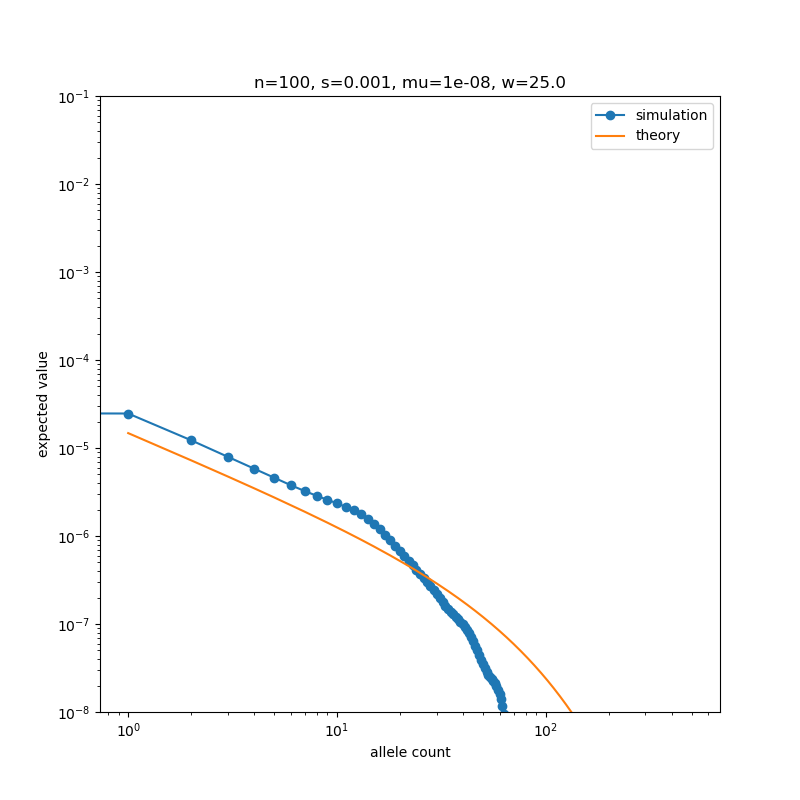 n=100, s=0.001, mu=1e-08, w=25.0
simulation
theory
10⁻¹
10⁻²
10⁻³
10⁻⁴
10⁻⁵
10⁻⁶
10⁻⁷
10⁻⁸
expected value
10⁰
10¹
10²
allele count